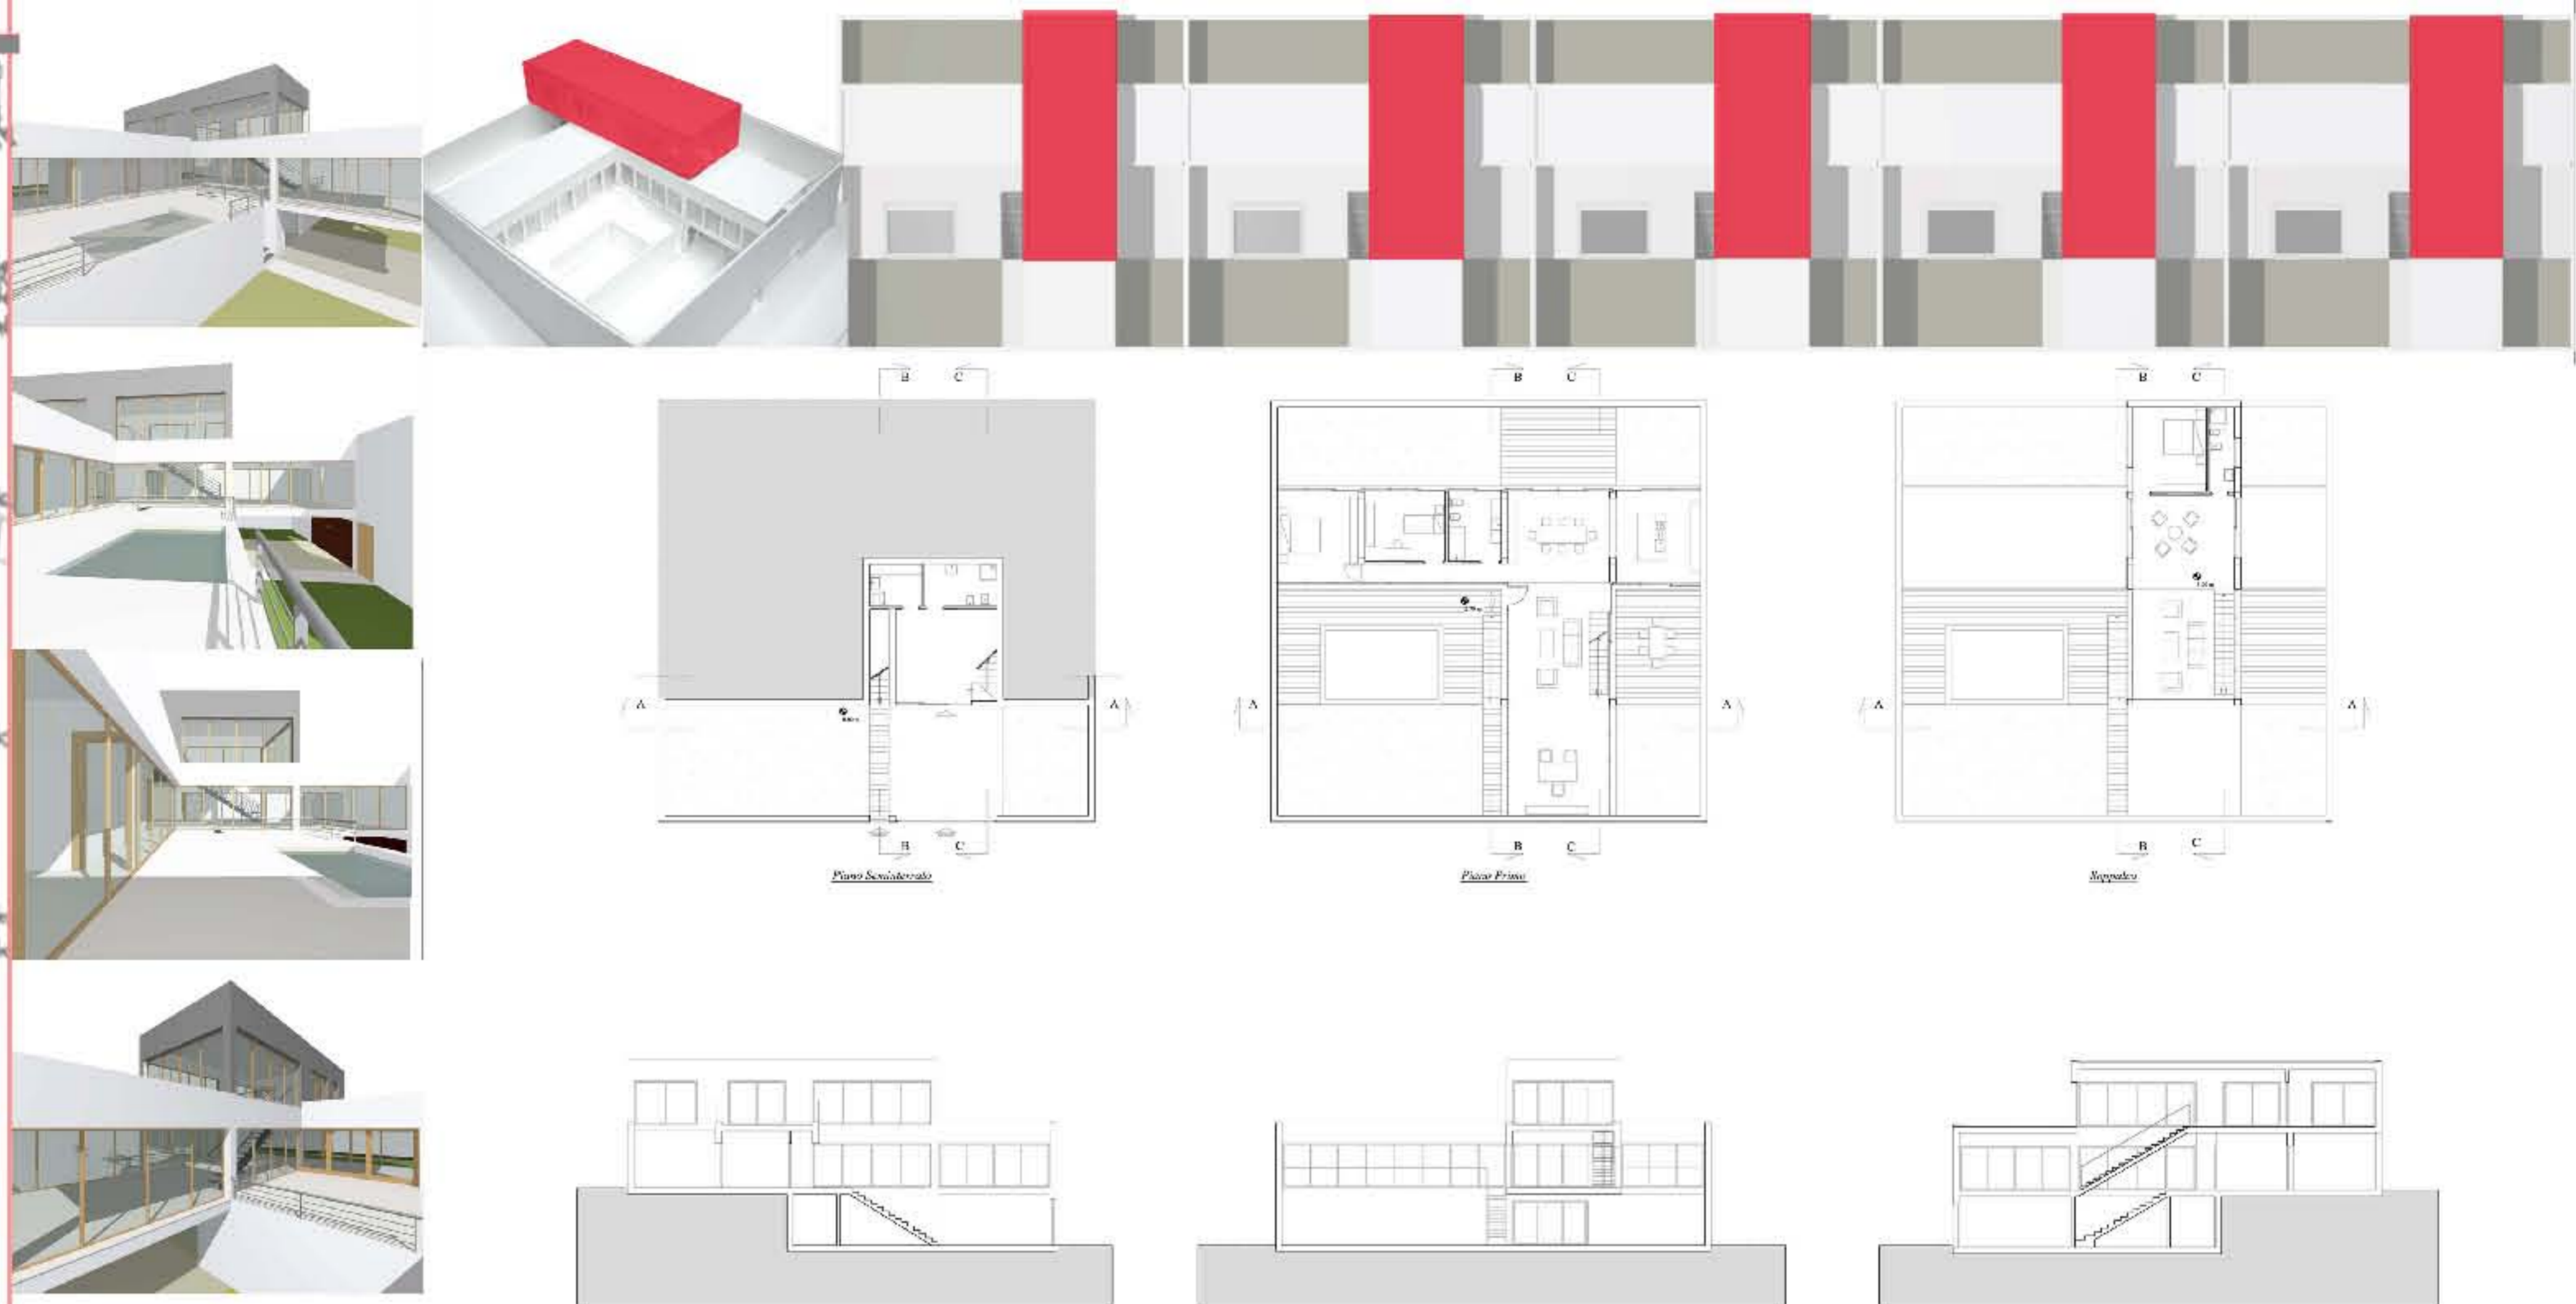 B C
B C
B C
A A
A A
A A
B C
B C
B C
Piano Seminterrato
Piano Primo
Soppalco